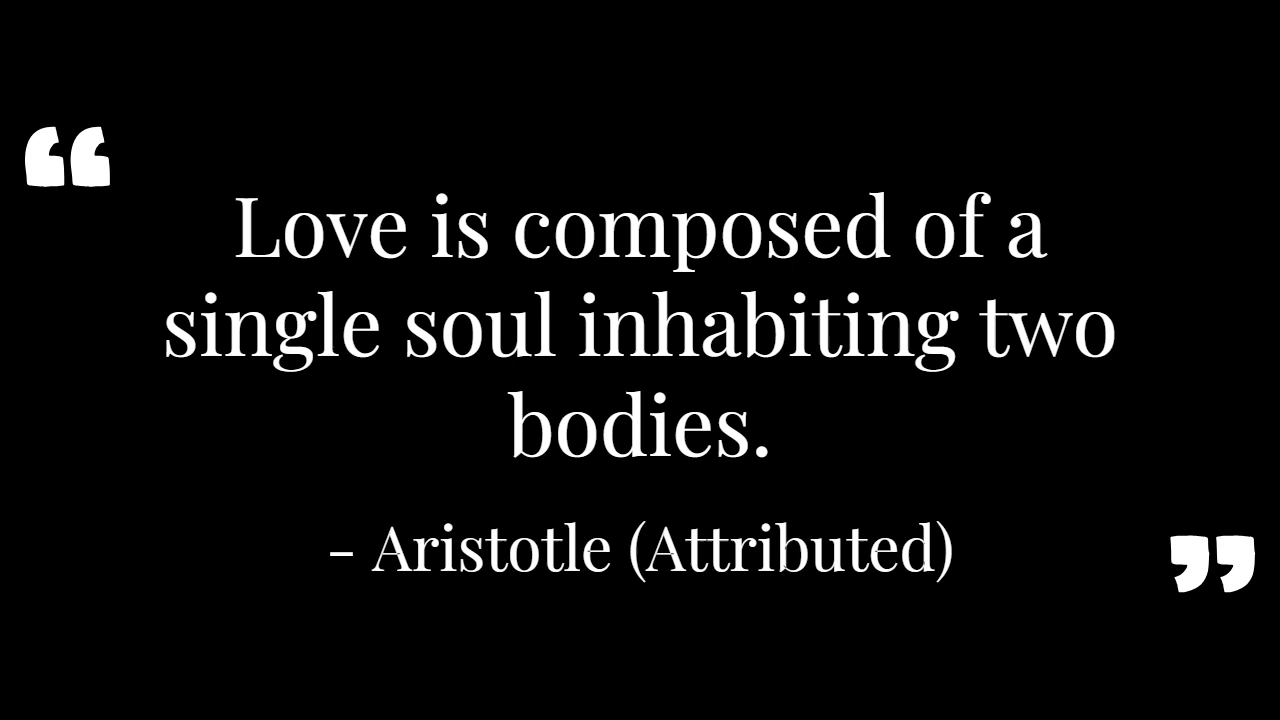 “
Love is composed of a
single soul inhabiting two
bodies.
- Aristotle (Attributed)
”